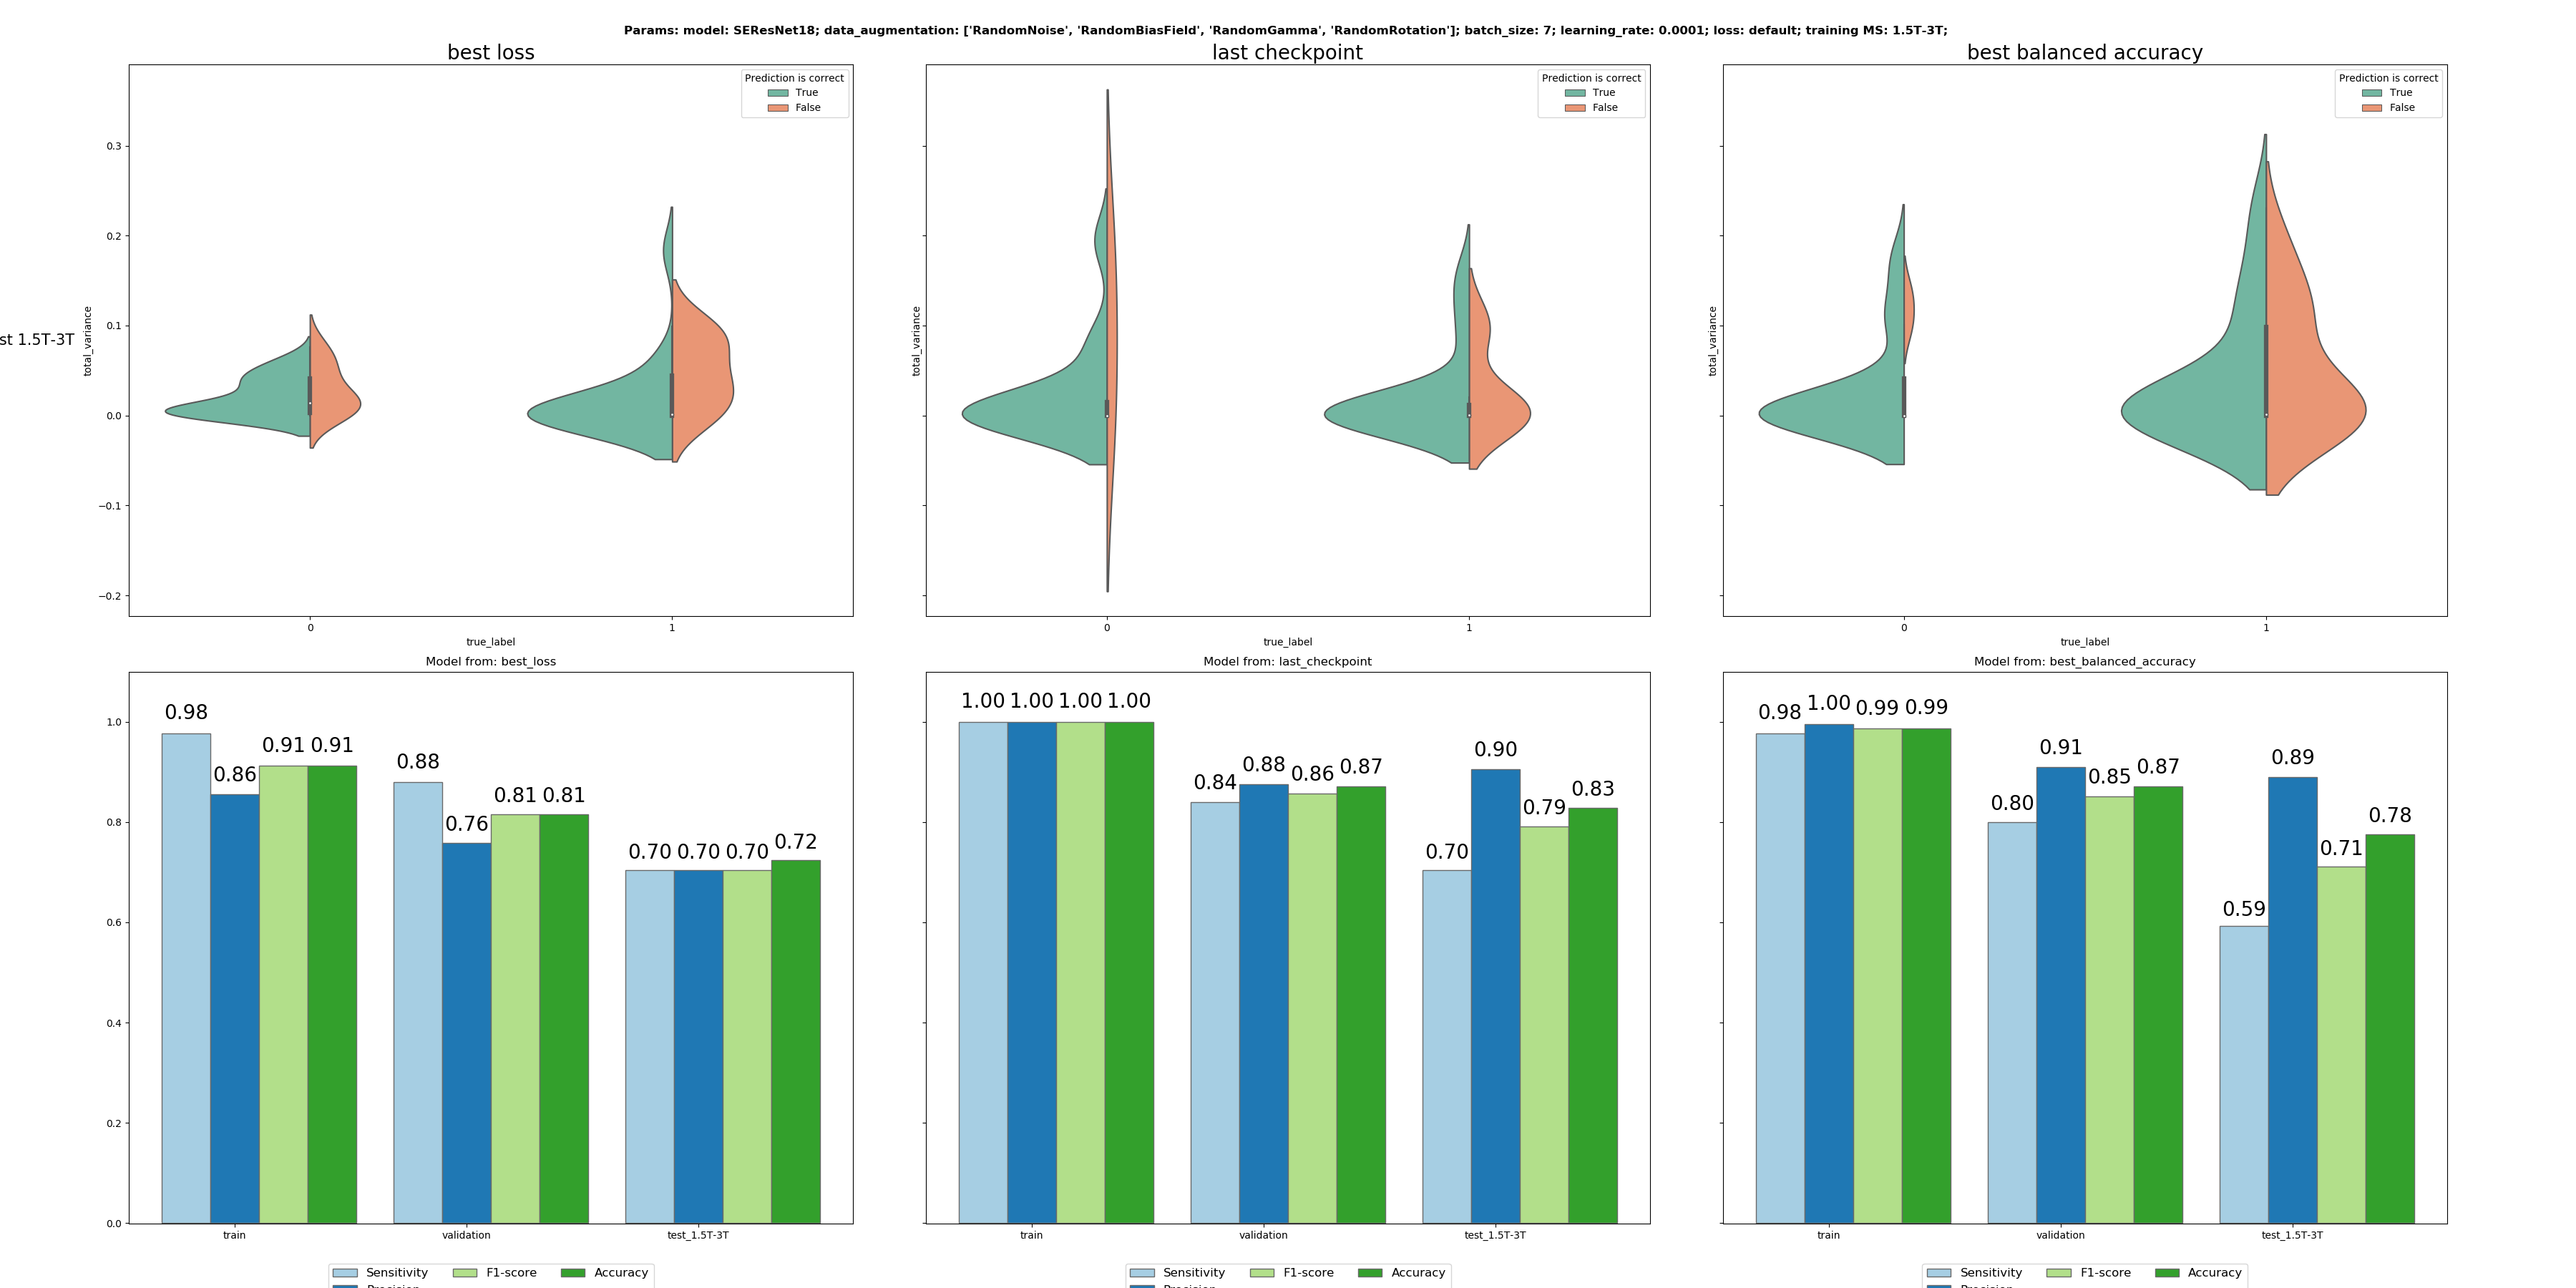 Params: model: SEResNet18; data_augmentation: ['RandomNoise', 'RandomBiasField', 'RandomGamma', 'RandomRotation']; batch_size: 7; learning_rate: 0.0001; loss: default; training MS: 1.5T-3T;
best loss
last checkpoint
best balanced accuracy
Prediction is correct
True
False
Prediction is correct
True
False
Prediction is correct
True
False
0.3
0.2
0.1
0.0
−0.1
−0.2
st 1.5T-3T
total_variance
total_variance
total_variance
0 1
0 1
0 1
true_label
true_label
true_label
Model from: best_loss
Model from: last_checkpoint
Model from: best_balanced_accuracy
1.0
0.8
0.6
0.4
0.2
0.0
0.98 0.86 0.91 0.91 0.88 0.76 0.81 0.81 0.70 0.70 0.70 0.72
1.00 1.00 1.00 1.00 0.84 0.88 0.86 0.87 0.70 0.90 0.79 0.83
0.98 1.00 0.99 0.99 0.80 0.91 0.85 0.87 0.59 0.89 0.71 0.78
train validation test_1.5T-3T
train validation test_1.5T-3T
train validation test_1.5T-3T
Sensitivity F1-score Accuracy
Precision
Sensitivity F1-score Accuracy
Precision
Sensitivity F1-score Accuracy
Precision